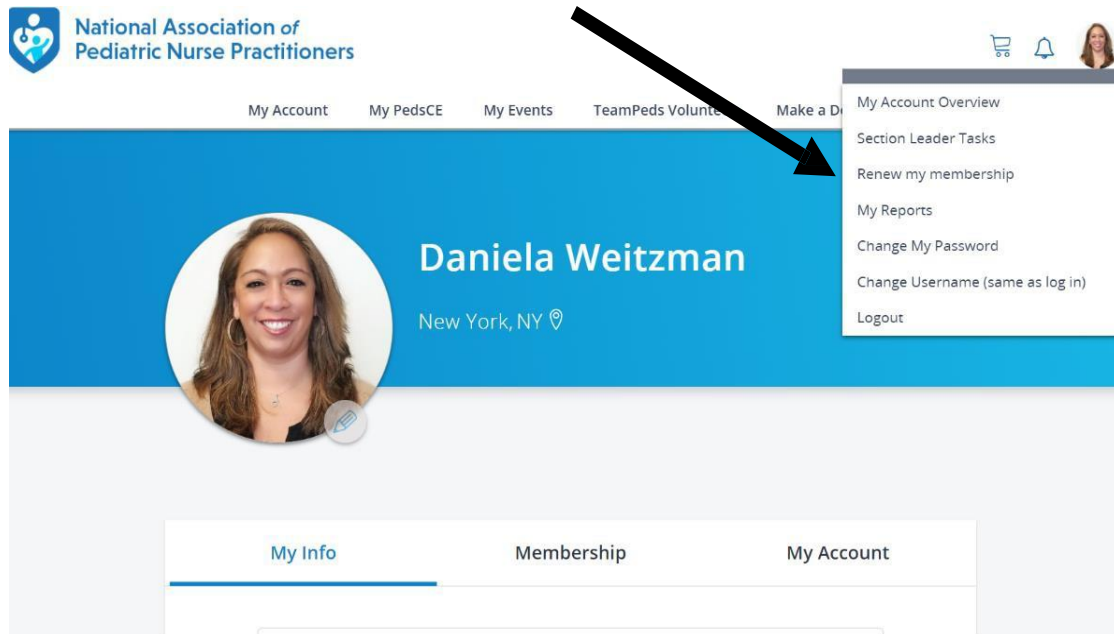 National Association of
Pediatric Nurse Practitioners
My Account My PedsCE My Events TeamPeds Make a
My Account Overview
Section Leader Tasks
Renew my membership
My Reports
Change My Password
Change Username (same as log in)
Logout
Daniela Weitzman
New York, NY
My Info Membership My Account